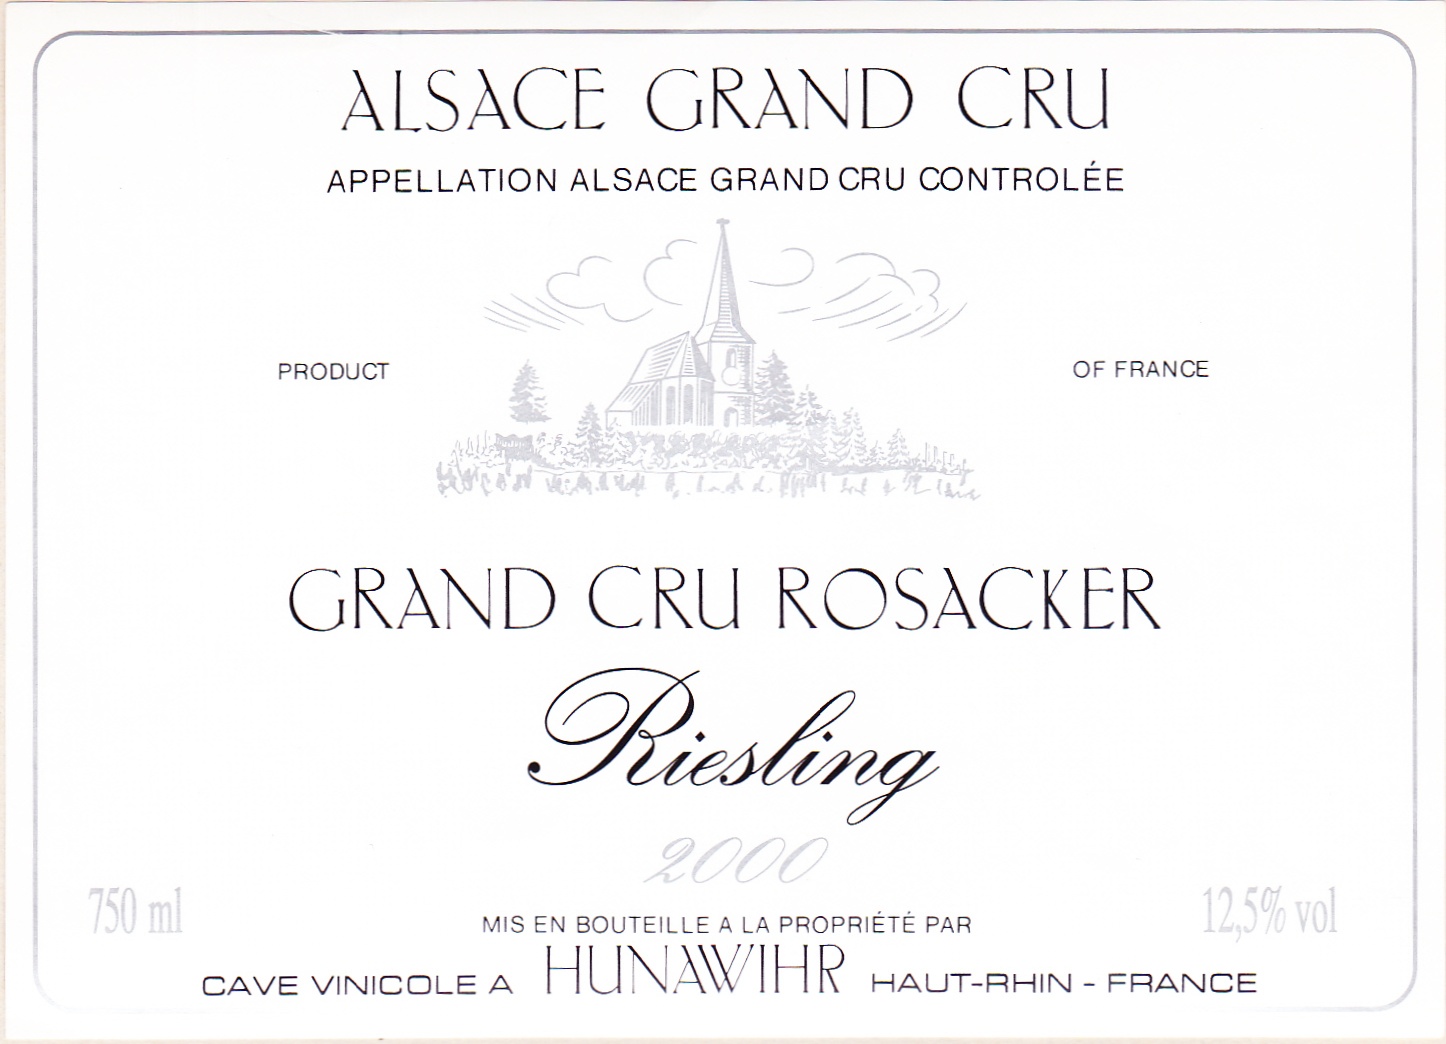 ALSACE GRAND CRU
APPELLATION ALSACE GRAND CRU CONTROLÉE
PRODUCT OF FRANCE
GRAND CRU ROSACKER
Riesling
2000
750 ml 12,5% vol
MIS EN BOUTEILLE A LA PROPRIÉTÉ PAR
CAVE VINICOLE A HUNAWIHR HAUT-RHIN - FRANCE